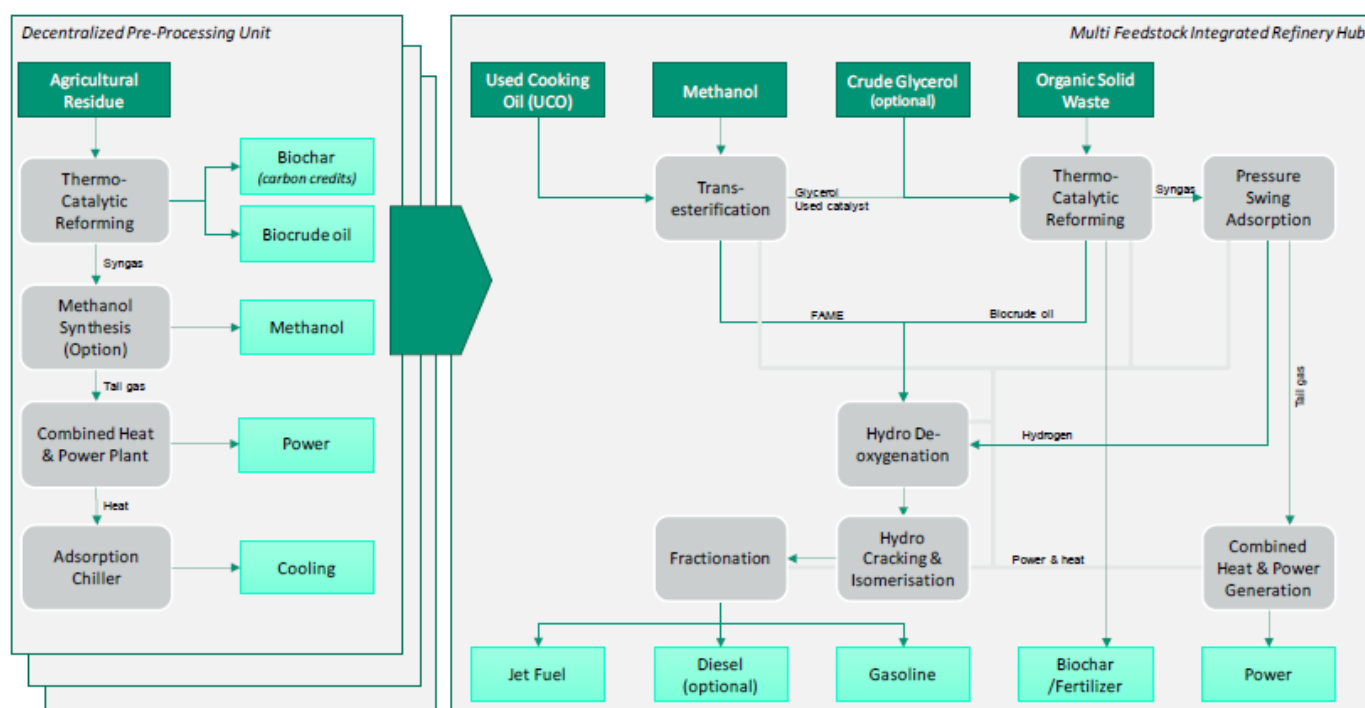 Decentralized Pre-Processing Unit
Agricultural
Residue
Thermo-
Catalytic
Reforming
Biochar
(carbon credits)
Biocrude oil
Syngas
Methanol
Synthesis
(Option)
Methanol
Tail gas
Combined Heat
& Power Plant
Power
Heat
Adsorption
Chiller
Cooling
Multi Feedstock Integrated Refinery Hub
Used Cooking
Oil (UCO)
Methanol
Crude Glycerol
(optional)
Organic Solid
Waste
Trans-
esterification
Glycerol
Used catalyst
Thermo-
Catalytic
Reforming
Syngas
Pressure
Swing
Adsorption
FAME
Biocrude oil
Tail gas
Hydro De-
oxygenation
Hydrogen
Fractionation
Hydro
Cracking &
Isomerisation
Power & heat
Combined
Heat & Power
Generation
Jet Fuel
Diesel
(optional)
Gasoline
Biochar
/Fertilizer
Power